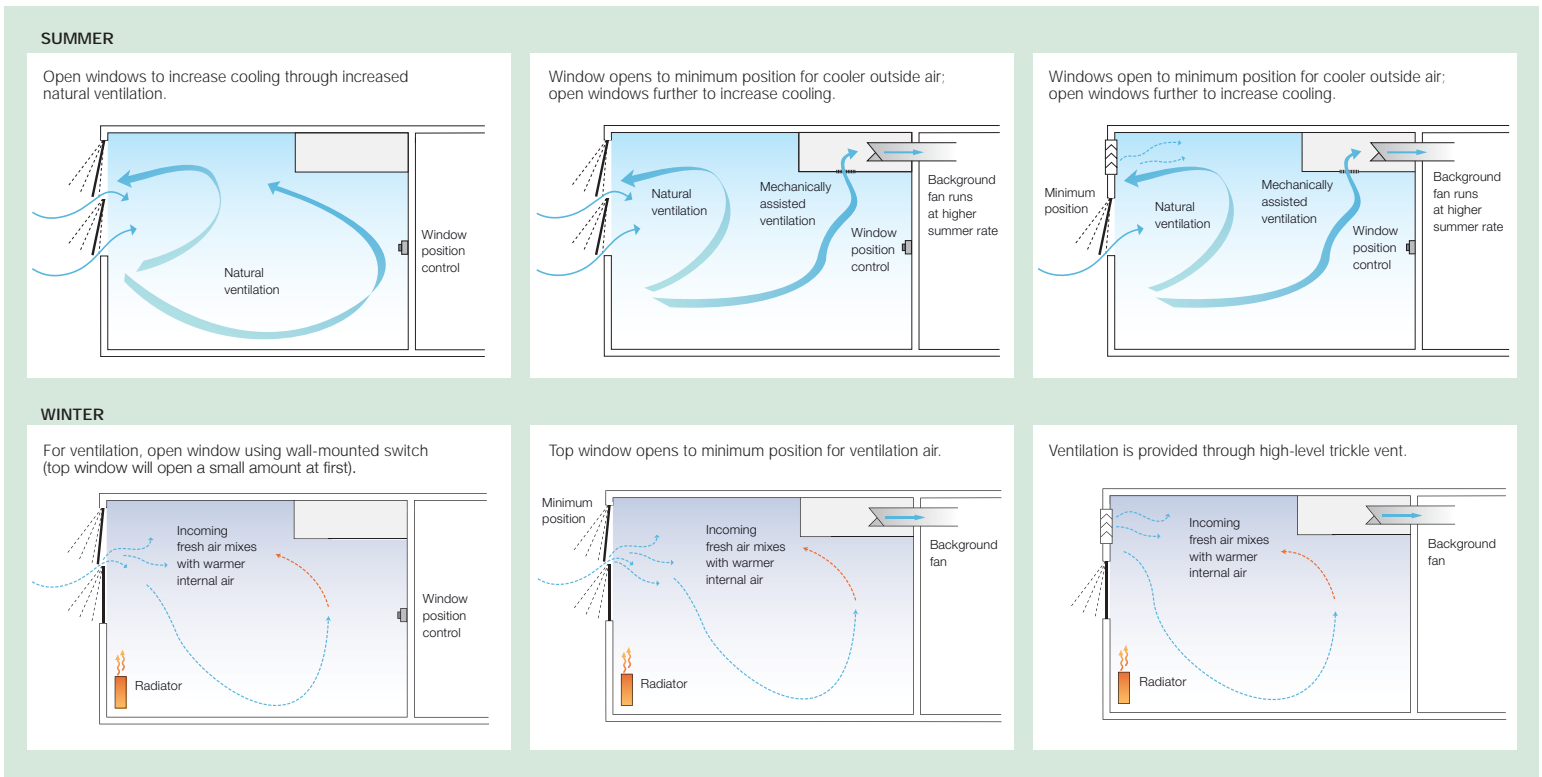 SUMMER
Open windows to increase cooling through increased
natural ventilation.
Natural
ventilation
Window
position
control
Window opens to minimum position for cooler outside air;
open windows further to increase cooling.
Natural
ventilation
Mechanically
assisted
ventilation
Window
position
control
Background
fan runs
at higher
summer rate
Windows open to minimum position for cooler outside air;
open windows further to increase cooling.
Minimum
position
Natural
ventilation
Mechanically
assisted
ventilation
Window
position
control
Background
fan runs
at higher
summer rate
WINTER
For ventilation, open window using wall-mounted switch
(top window will open a small amount at first).
Incoming
fresh air mixes
with warmer
internal air
Window
position
control
Radiator
Top window opens to minimum position for ventilation air.
Minimum
position
Incoming
fresh air mixes
with warmer
internal air
Background
fan
Radiator
Ventilation is provided through high-level trickle vent.
Incoming
fresh air mixes
with warmer
internal air
Background
fan
Radiator